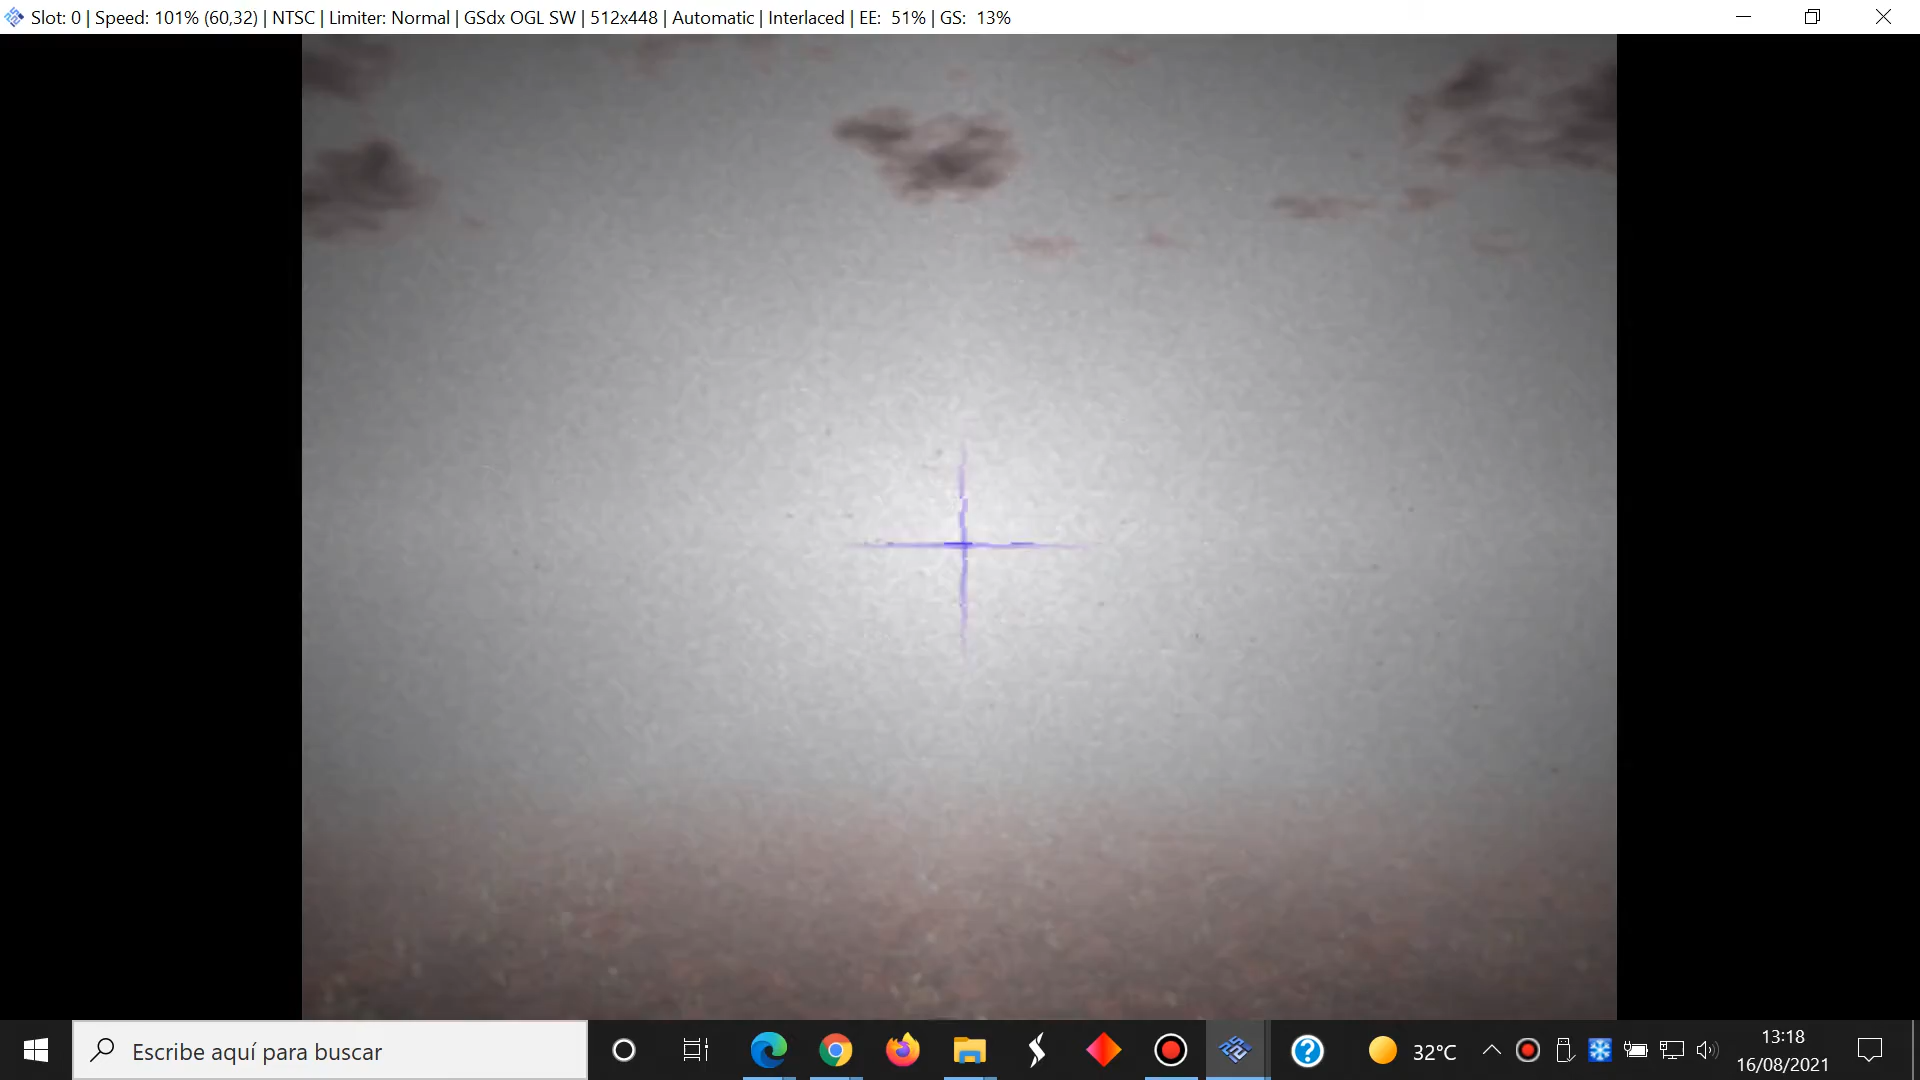 Slot: 0 | Speed: 101% (60,32) | NTSC | Limiter: Normal | GSdx OGL SW | 512x448 | Automatic | Interlaced | EE:  51% | GS:  13%
Escribe aquí para buscar
32°C
13:18
16/08/2021